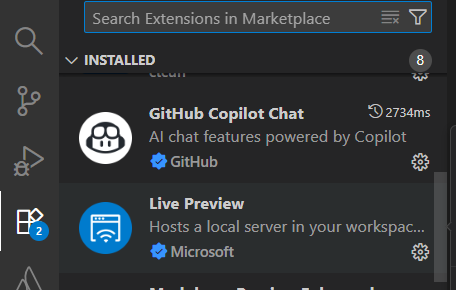 Search Extensions in Marketplace
INSTALLED
8
GitHub Copilot Chat
2734ms
AI chat features powered by Copilot
GitHub
2
Live Preview
Hosts a local server in your workspac...
Microsoft